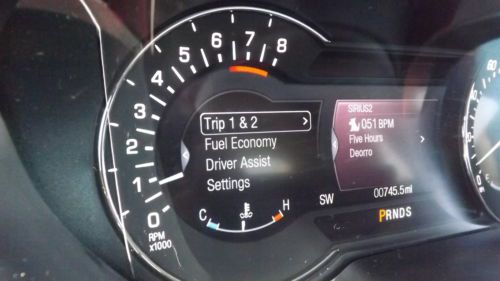 8
7
6
5
4
3
2
1
0
RPM
x1000
Trip 1 & 2 >
Fuel Economy
Driver Assist
Settings
C H
SIRIUS2
051 BPM
Five Hours
Deorro
SW 00745.5mi
PRNDS
60